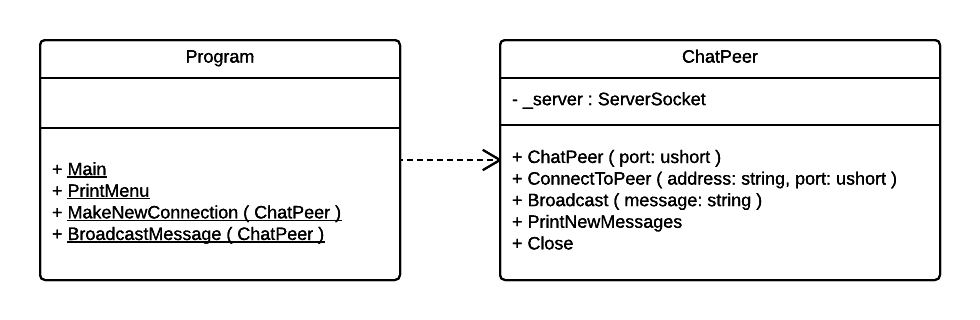 Program
+ Main
+ PrintMenu
+ MakeNewConnection ( ChatPeer )
+ BroadcastMessage ( ChatPeer )
ChatPeer
- _server : ServerSocket
+ ChatPeer ( port: ushort )
+ ConnectToPeer ( address: string, port: ushort )
+ Broadcast ( message: string )
+ PrintNewMessages
+ Close